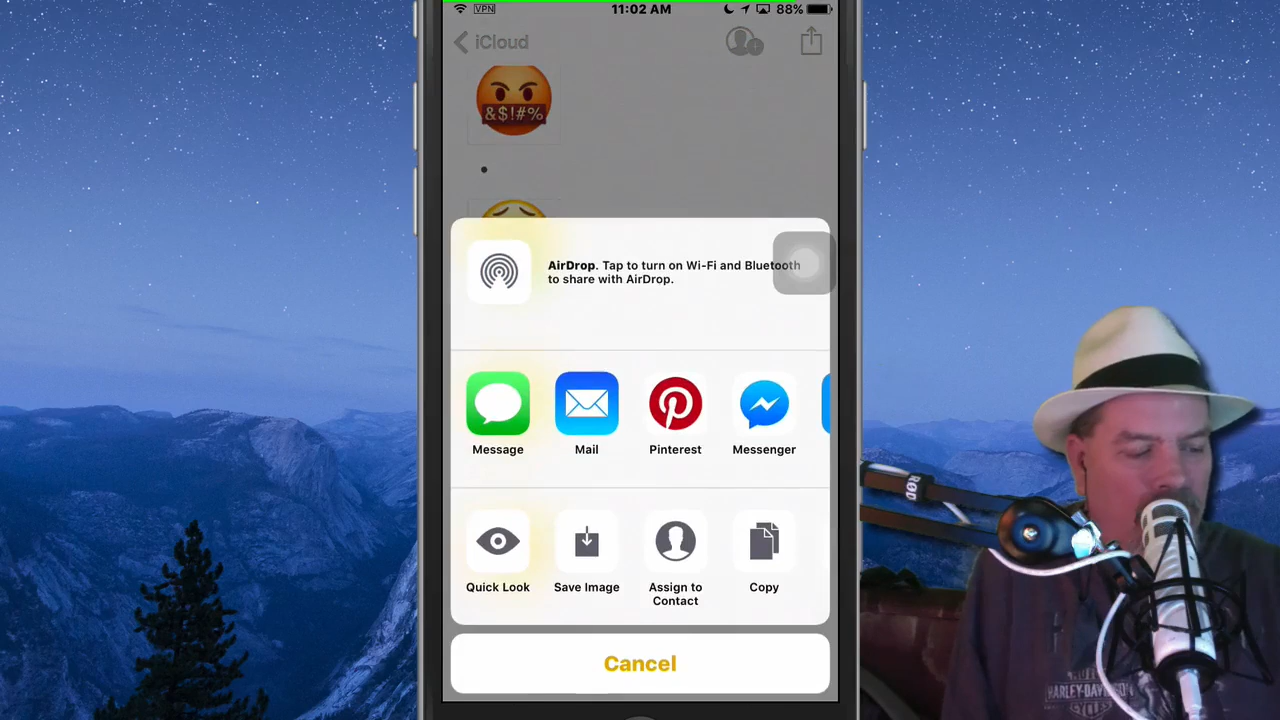 VPN
11:02 AM
88%
iCloud
&$!#%
AirDrop. Tap to turn on Wi-Fi and Bluetooth
to share with AirDrop.
Message
Mail
Pinterest
Messenger
Quick Look
Save Image
Assign to
Contact
Copy
Cancel
RØDE
HARLEY-DAVIDSON